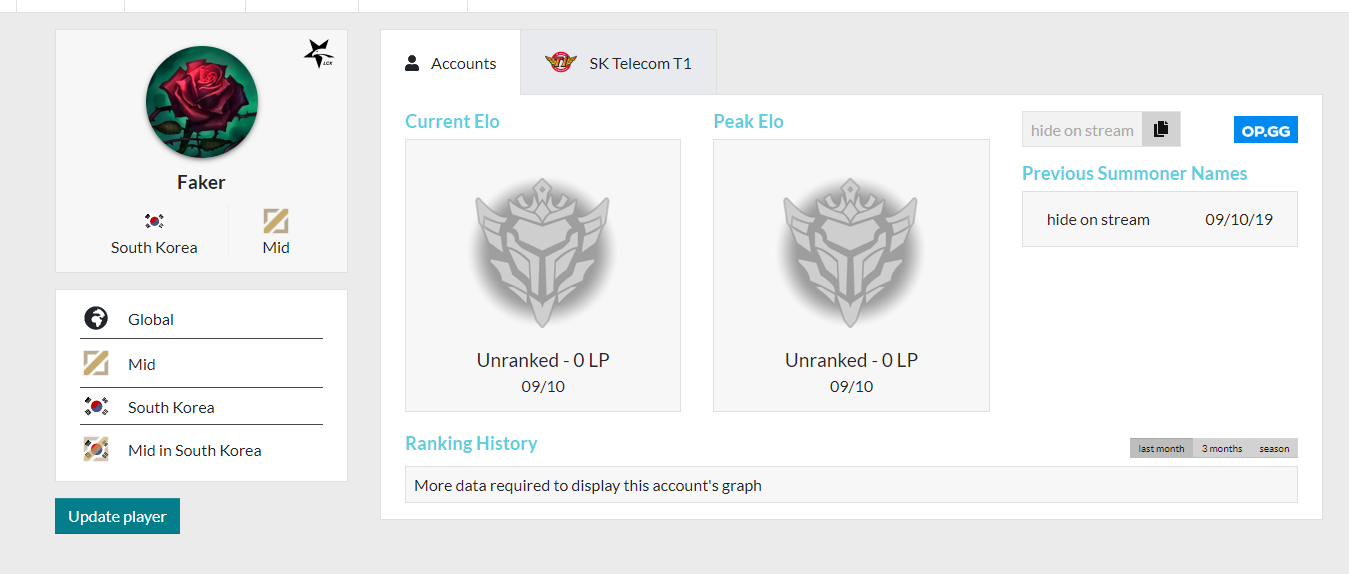 LCK
Faker
South Korea
Mid
Global
Mid
South Korea
Mid in South Korea
Update player
Accounts
SK Telecom T1
Current Elo
Unranked - 0 LP
09/10
Peak Elo
Unranked - 0 LP
09/10
hide on stream
OP.GG
Previous Summoner Names
hide on stream 09/10/19
Ranking History
last month 3 months season
More data required to display this account's graph